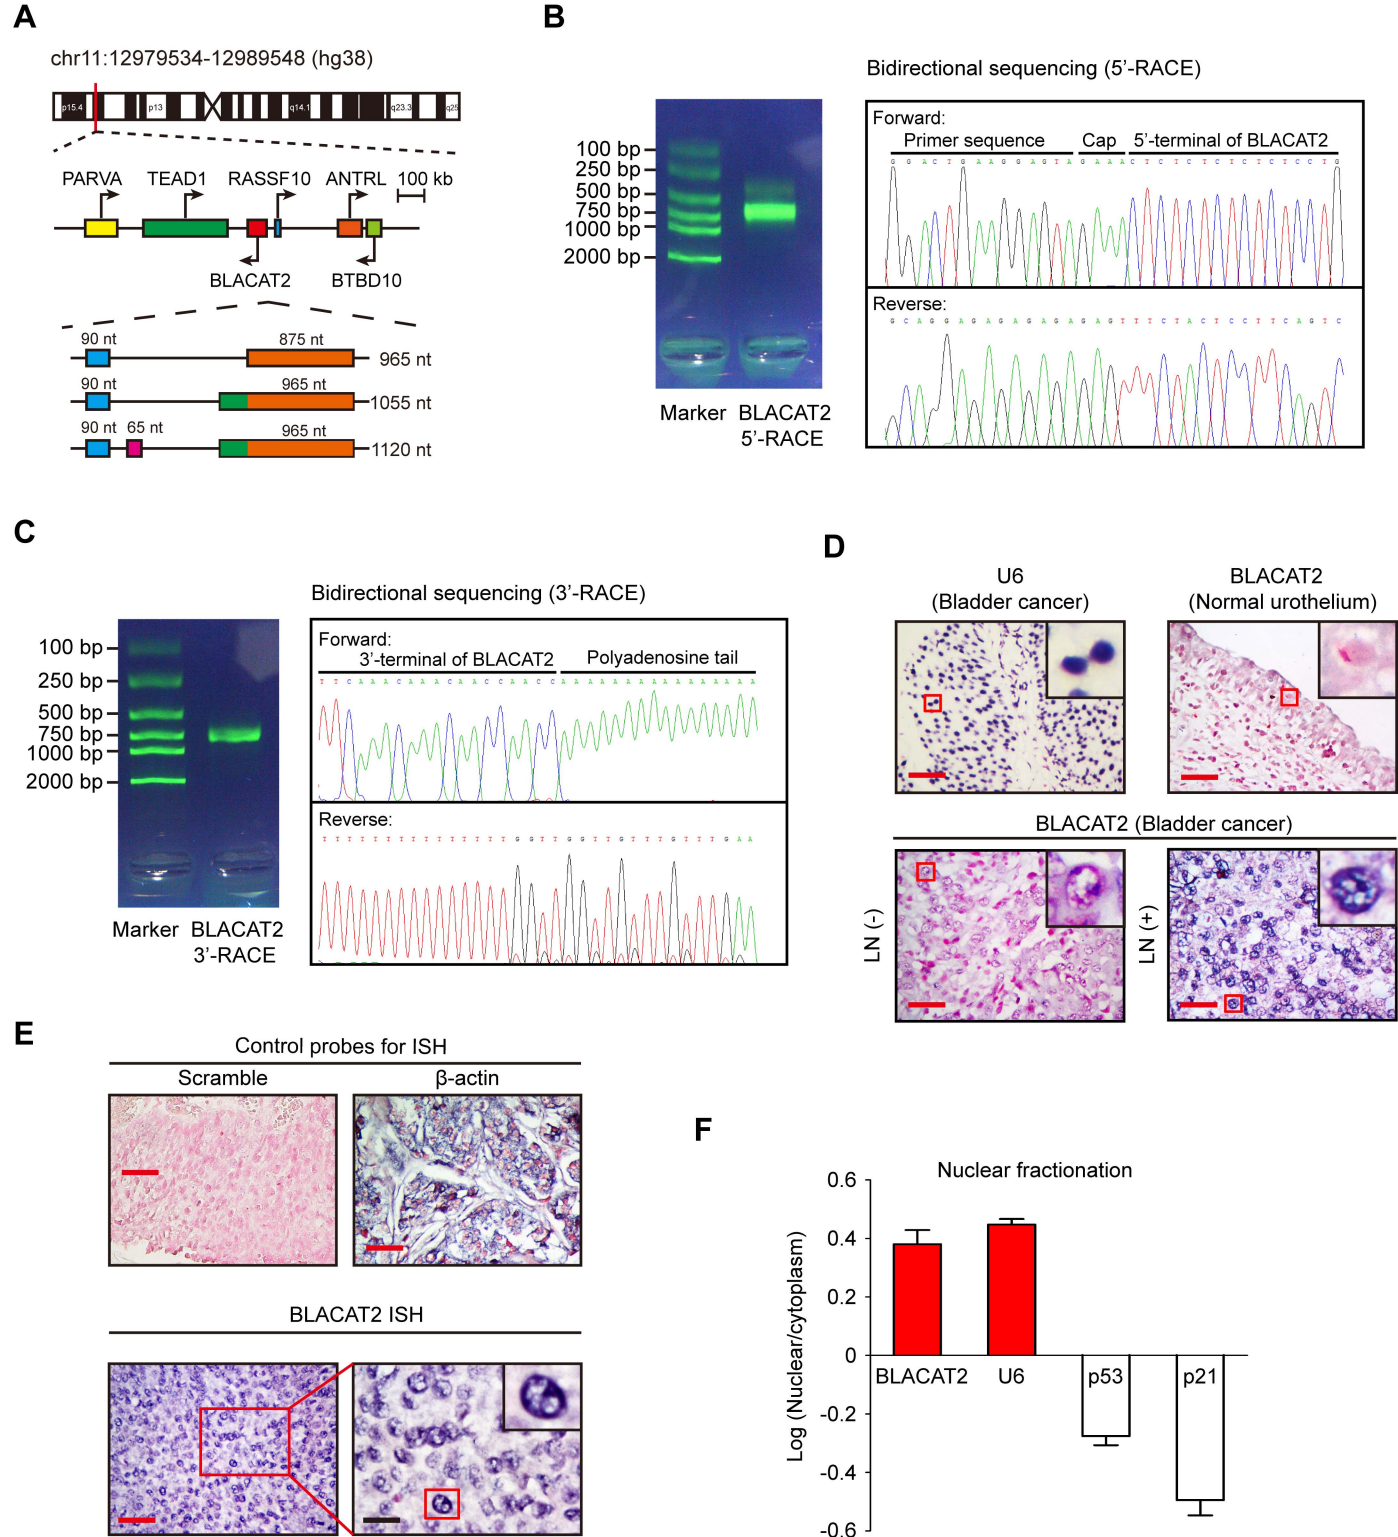 A
chr11:12979534-12989548 (hg38)
p15.4 p13 q14.1 q23.3 q25
PARVA TEAD1 RASSF10 ANTRL 100 kb
BLACAT2 BTBD10
90 nt 875 nt
965 nt
90 nt 965 nt
1055 nt
90 nt 65 nt 965 nt
1120 nt
B
100 bp
250 bp
500 bp
750 bp
1000 bp
2000 bp
Marker BLACAT2
5’-RACE
Bidirectional sequencing (5’-RACE)
Forward:
Primer sequence Cap 5’-terminal of BLACAT2
G G A C T G A A G G A G T A G A A A C T C T C T C T C T C T C C T G
Reverse:
G C A G G A G A G A G A G A G A G T T T C T A C T C C T T C A G T C
C
100 bp
250 bp
500 bp
750 bp
1000 bp
2000 bp
Marker BLACAT2
3’-RACE
Bidirectional sequencing (3’-RACE)
Forward:
3’-terminal of BLACAT2 Polyadenosine tail
T T C A A A C A A A C A A C C A A C C A A A A A A A A A A A A A A A A
Reverse:
T T T T T T T T T T T T T T T G G T T G G T T G T T T G T T T G A A
D
U6
(Bladder cancer)
BLACAT2
(Normal urothelium)
BLACAT2 (Bladder cancer)
LN (-)
LN (+)
E
Control probes for ISH
Scramble β-actin
BLACAT2 ISH
F
Nuclear fractionation
Log (Nuclear/cytoplasm)
0.6
0.4
0.2
0
-0.2
-0.4
-0.6
BLACAT2 U6 p53 p21